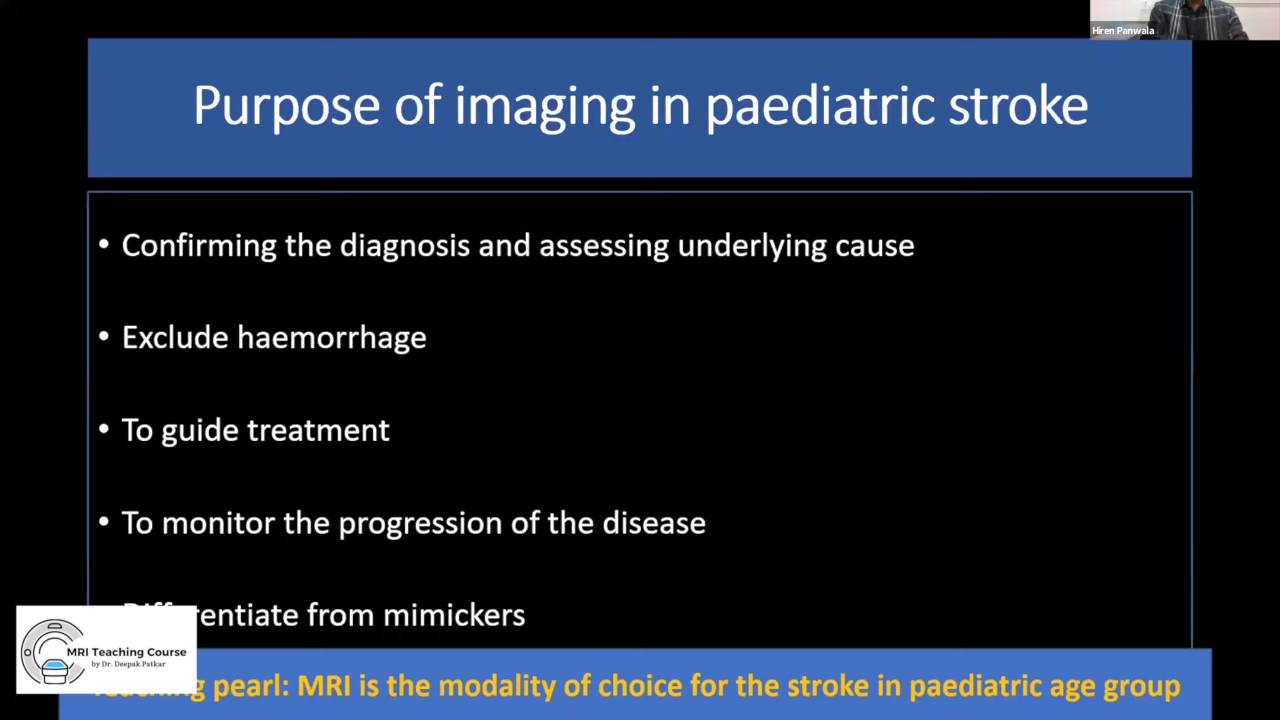 Hiren Panwala
Purpose of imaging in paediatric stroke
• Confirming the diagnosis and assessing underlying cause
• Exclude haemorrhage
• To guide treatment
• To monitor the progression of the disease
Differentiate from mimickers
MRI Teaching Course
by Dr. Deepak Patkar
pearl: MRI is the modality of choice for the stroke in paediatric age group